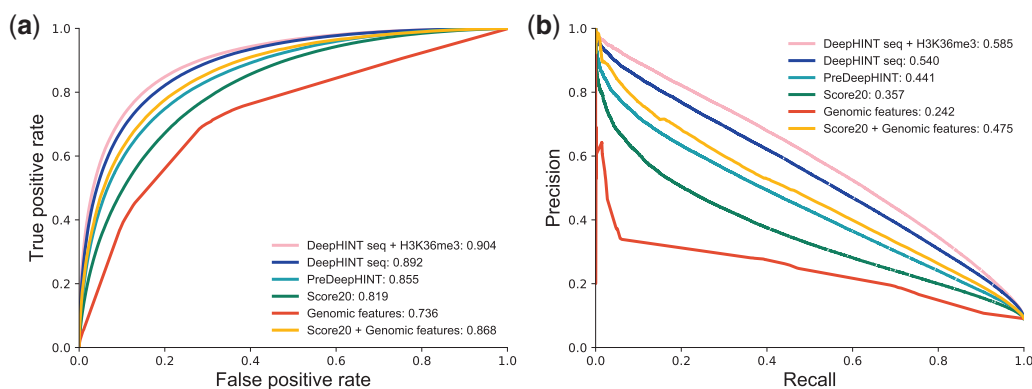 (a)
1.0
0.8
0.6
0.4
0.2
0.0
True positive rate
DeepHINT seq + H3K36me3: 0.904
DeepHINT seq: 0.892
PreDeepHINT: 0.855
Score20: 0.819
Genomic features: 0.736
Score20 + Genomic features: 0.868
0.0 0.2 0.4 0.6 0.8 1.0
False positive rate
(b)
1.0
0.8
0.6
0.4
0.2
0.0
Precision
DeepHINT seq + H3K36me3: 0.585
DeepHINT seq: 0.540
PreDeepHINT: 0.441
Score20: 0.357
Genomic features: 0.242
Score20 + Genomic features: 0.475
0.0 0.2 0.4 0.6 0.8 1.0
Recall